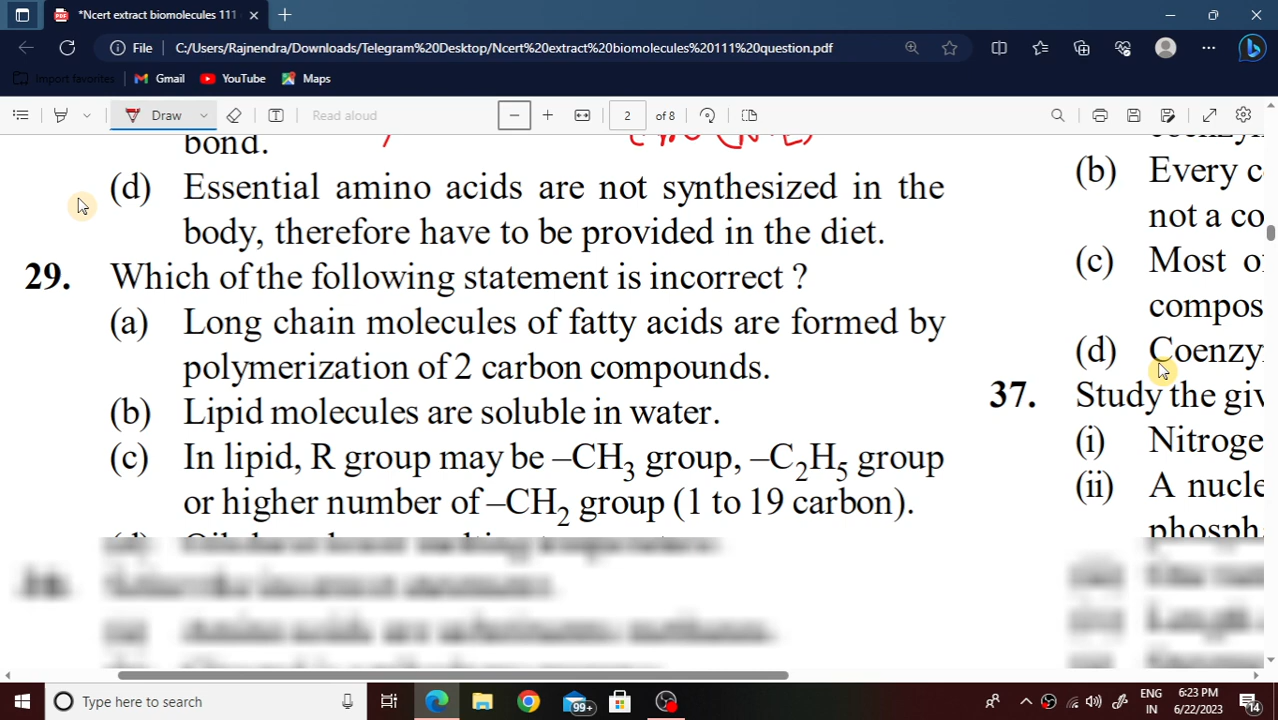 *Ncert extract biomolecules 111
File
C:/Users/Rajnendra/Downloads/Telegram%20Desktop/Ncert%20extract%20biomolecules%20111%20question.pdf
Import favorites
Gmail
YouTube
Maps
Draw
Read aloud
2
of 8
bond.
(d) Essential amino acids are not synthesized in the
body, therefore have to be provided in the diet.
29. Which of the following statement is incorrect ?
(a) Long chain molecules of fatty acids are formed by
polymerization of 2 carbon compounds.
(b) Lipid molecules are soluble in water.
(c) In lipid, R group may be –CH3 group, –C2H5 group
or higher number of –CH2 group (1 to 19 carbon).
(b) Every c
not a co
(c) Most o
compos
(d) Coenzy
37. Study the giv
(i) Nitroge
(ii) A nucle
phospha
Type here to search
99+
ENG
IN
6:23 PM
6/22/2023
14